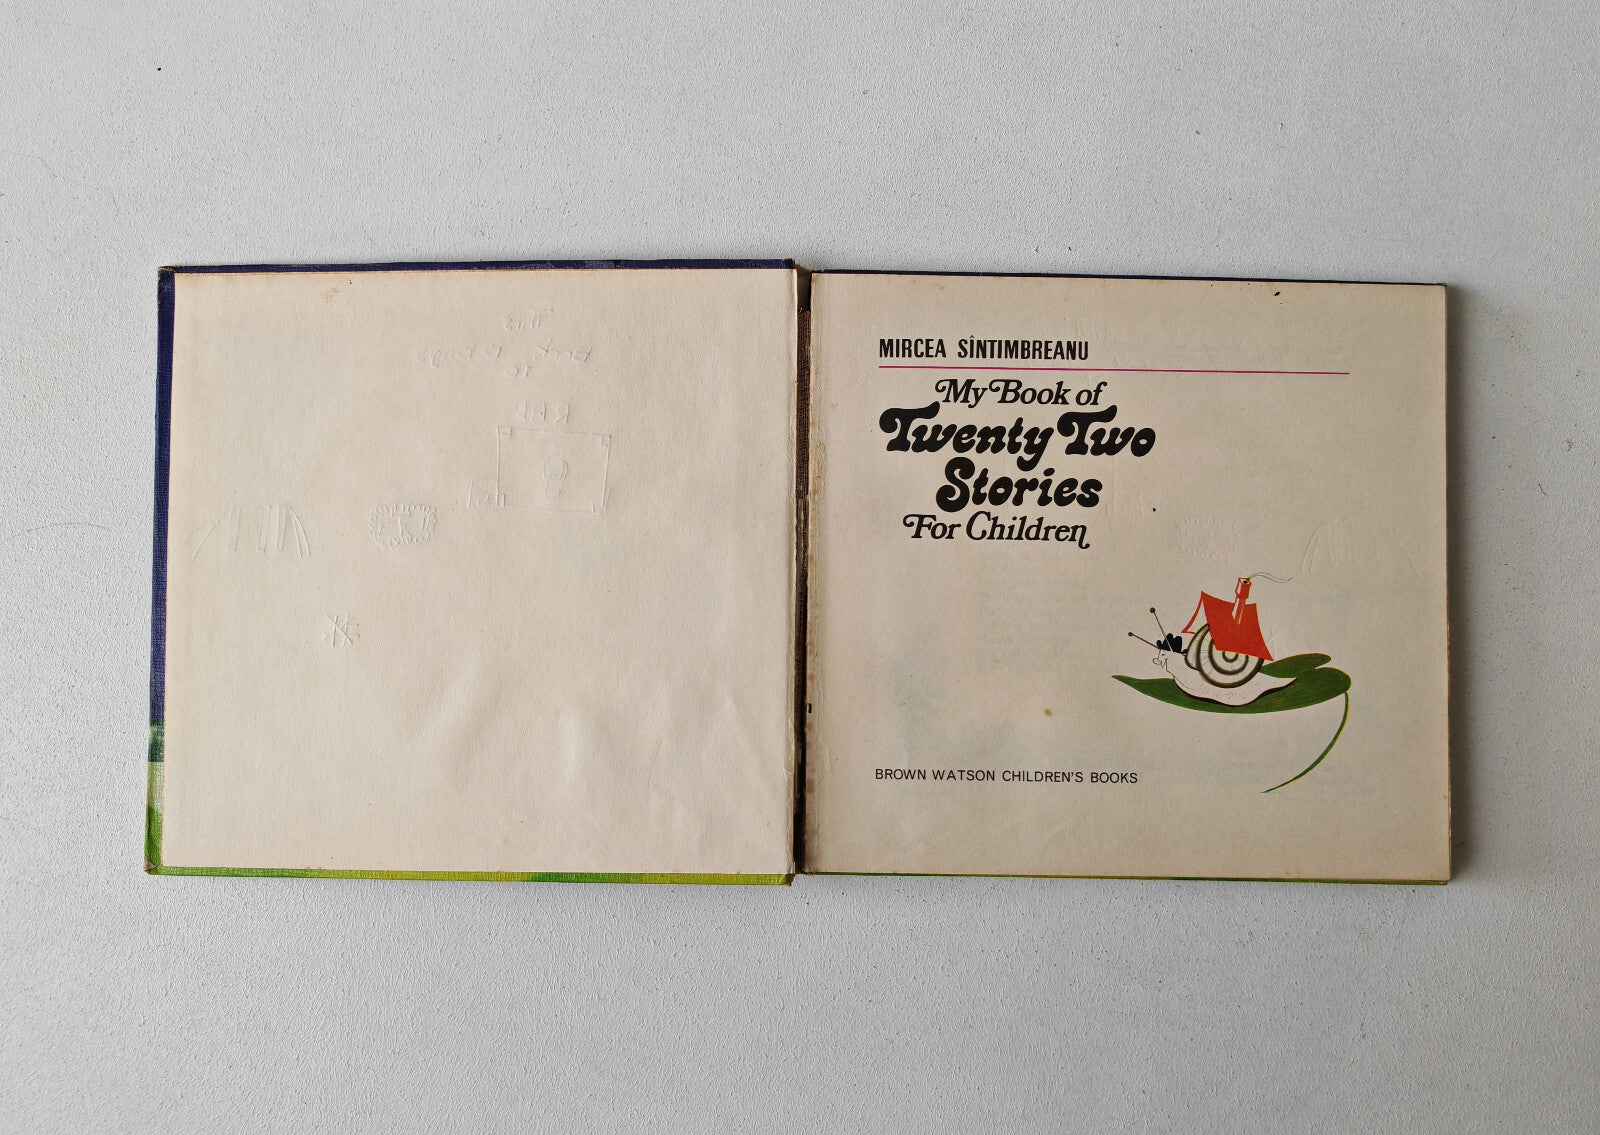 MIRCEA SÎNTIMBREANU
My Book of
Twenty Two
Stories
For Children
BROWN WATSON CHILDREN'S BOOKS